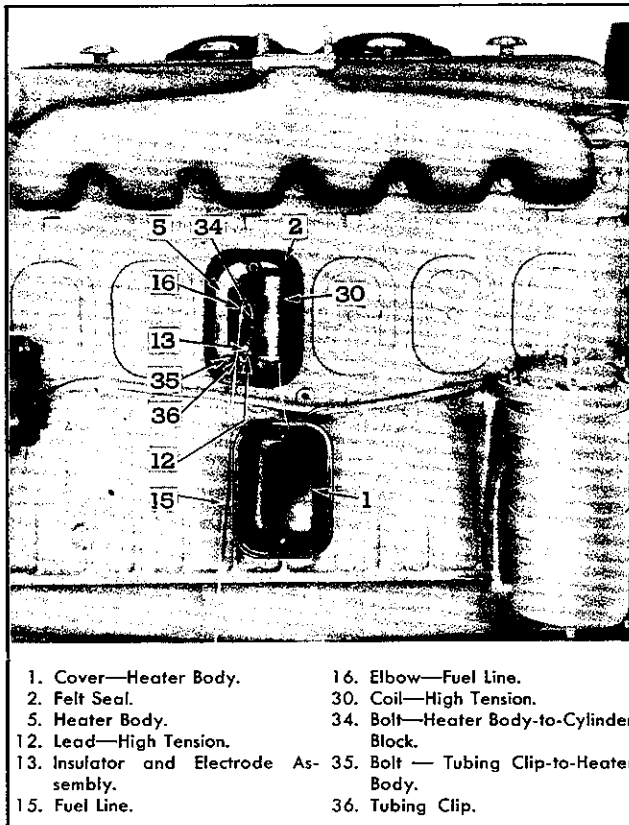 5 34 2
16 30
13
35
36
12
15 1
1. Cover—Heater Body.
2. Felt Seal.
5. Heater Body.
12. Lead—High Tension.
13. Insulator and Electrode As-
sembly.
15. Fuel Line.
16. Elbow—Fuel Line.
30. Coil—High Tension.
34. Bolt—Heater Body-to-Cylinder
Block.
35. Bolt — Tubing Clip-to-Heater
Body.
36. Tubing Clip.